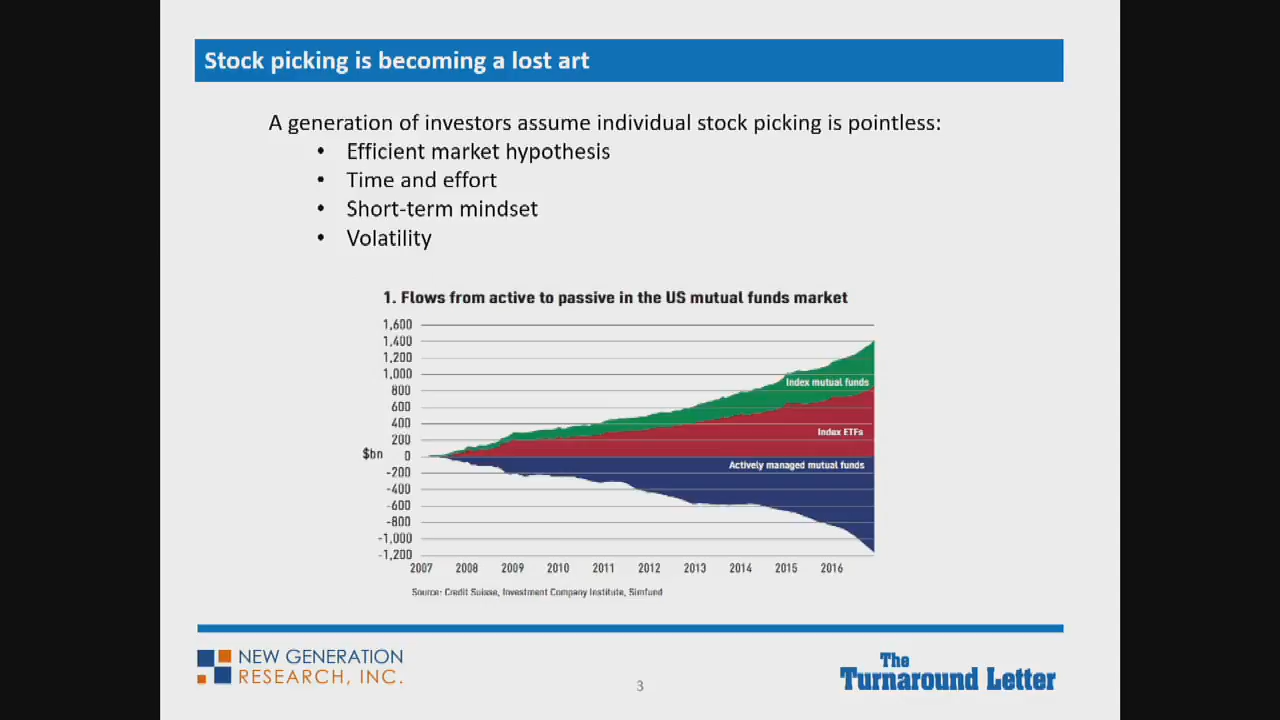 Stock picking is becoming a lost art
A generation of investors assume individual stock picking is pointless:
• Efficient market hypothesis
• Time and effort
• Short-term mindset
• Volatility
1. Flows from active to passive in the US mutual funds market
1,600
1,400
1,200
1,000
800
600
400
200
$bn 0
-200
-400
-600
-800
-1,000
-1,200
Index mutual funds
Index ETFs
Actively managed mutual funds
2007 2008 2009 2010 2011 2012 2013 2014 2015 2016
Source: Credit Suisse, Investment Company Institute, Simfund
NEW GENERATION
RESEARCH, INC.
3
The
Turnaround Letter